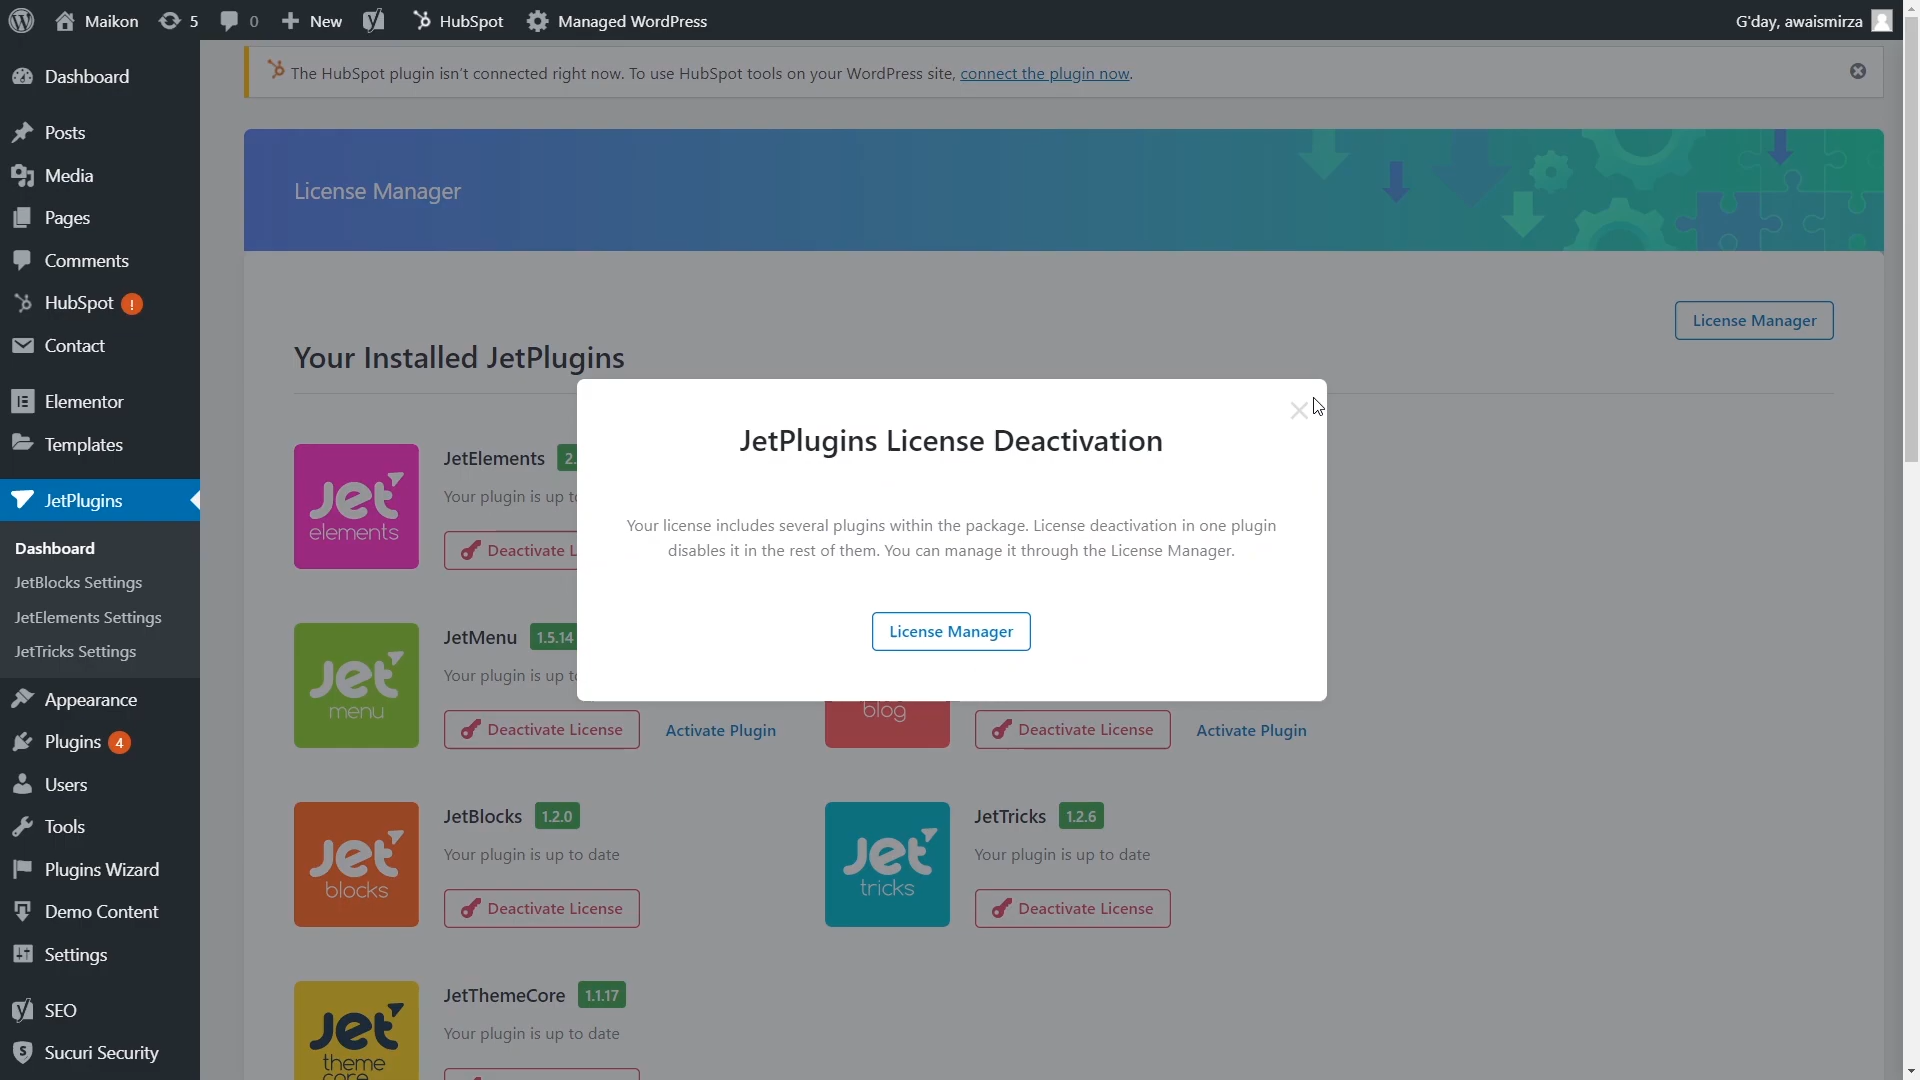 Maikon
5
0
New
HubSpot
Managed WordPress
G'day, awaismirza
Dashboard
Posts
Media
Pages
Comments
HubSpot !
Contact
Elementor
Templates
JetPlugins
Dashboard
JetBlocks Settings
JetElements Settings
JetTricks Settings
Appearance
Plugins 4
Users
Tools
Plugins Wizard
Demo Content
Settings
SEO
Sucuri Security
The HubSpot plugin isn't connected right now. To use HubSpot tools on your WordPress site, connect the plugin now.
License Manager
License Manager
Your Installed JetPlugins
JetPlugins License Deactivation
Your license includes several plugins within the package. License deactivation in one plugin
disables it in the rest of them. You can manage it through the License Manager.
License Manager
Jet
elements
JetElements 2.
Your plugin is up to
Deactivate L
Jet
menu
JetMenu 1.5.14
Your plugin is up to
Deactivate License
Activate Plugin
blog
Deactivate License
Activate Plugin
Jet
blocks
JetBlocks 1.2.0
Your plugin is up to date
Deactivate License
Jet
tricks
JetTricks 1.2.6
Your plugin is up to date
Deactivate License
Jet
theme
core
JetThemeCore 1.1.17
Your plugin is up to date